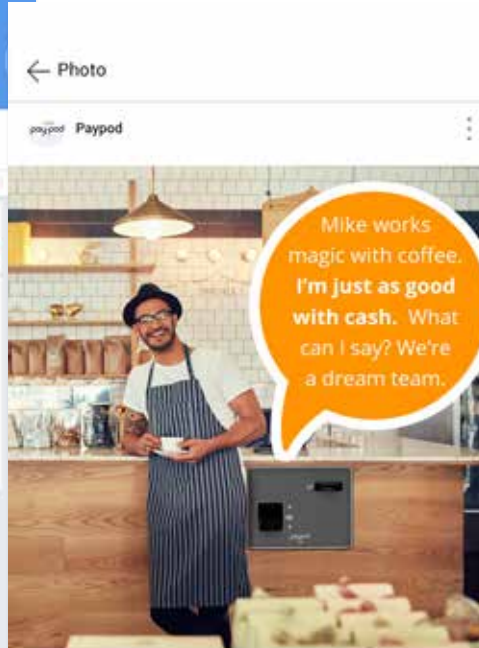 Photo
paypod Paypod
Mike works
magic with coffee.
I'm just as good
with cash. What
can I say? We're
a dream team.
paypod